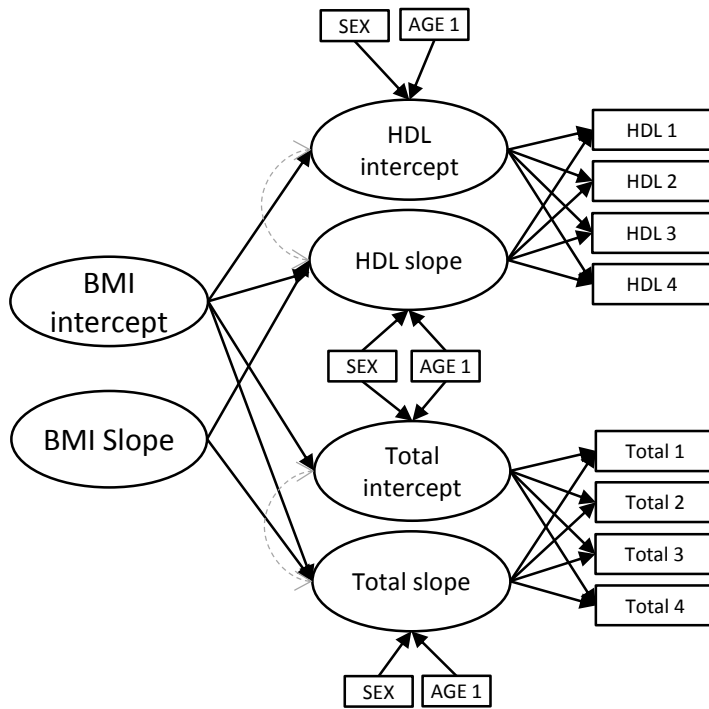 SEX
AGE 1
HDL
intercept
HDL 1
HDL 2
HDL 3
HDL 4
HDL slope
BMI
intercept
SEX
AGE 1
BMI Slope
Total
intercept
Total 1
Total 2
Total 3
Total 4
Total slope
SEX
AGE 1